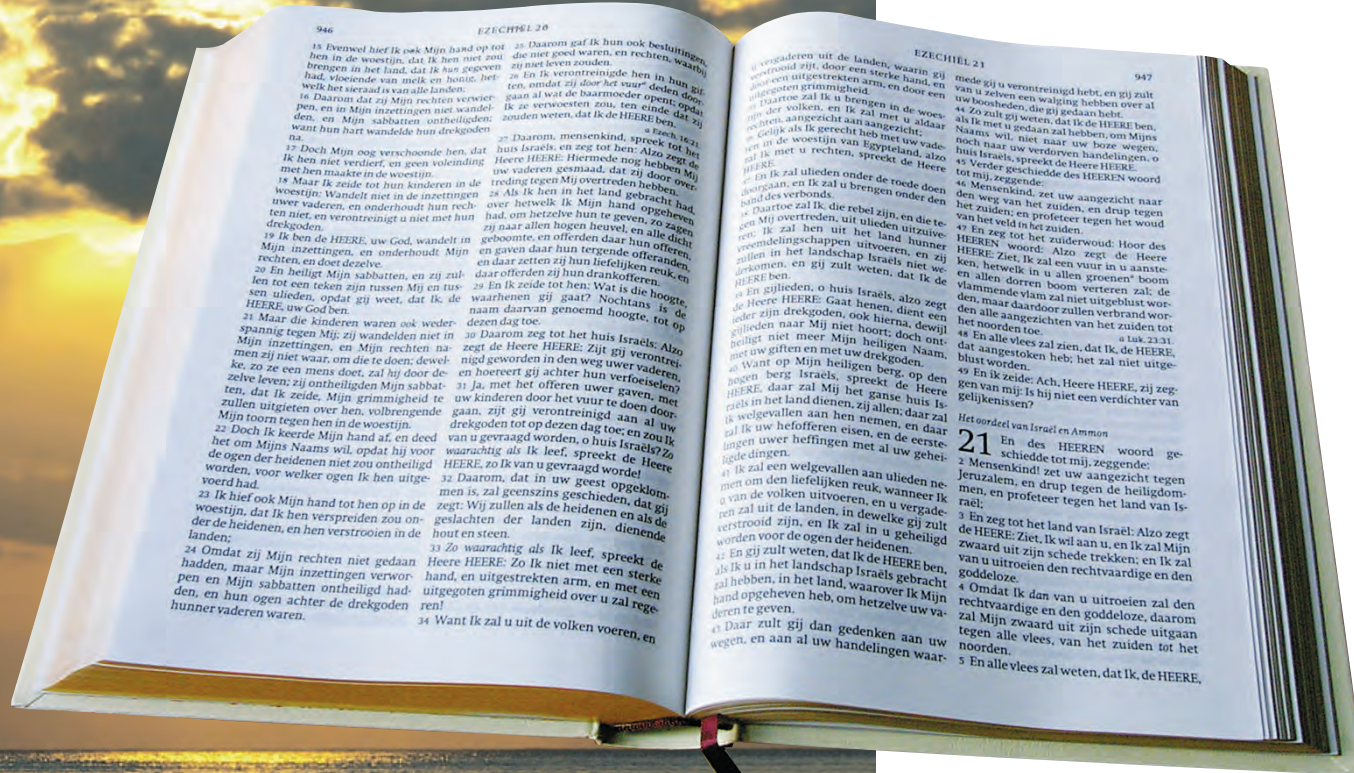 946
EZECHIËL 20
15 Evenwel hief Ik ook Mijn hand op tot
hen in de woestijn, dat Ik hen niet zou
brengen in het land, dat Ik hun gegeven
had, vloeiende van melk en honig, het-
welk het sieraad is van alle landen;
16 Daarom dat zij Mijn rechten verwier-
pen, en in Mijn inzettingen niet wandel-
den, en Mijn sabbatten ontheiligden;
want hun hart wandelde hun drekgoden
na.
17 Doch Mijn oog verschoonde hen, dat
Ik hen niet verdierf, en geen voleinding
met hen maakte in de woestijn.
18 Maar Ik zeide tot hun kinderen in de
woestijn: Wandelt niet in de inzettingen
uwer vaderen, en onderhoudt hun rech-
ten niet, en verontreinigt u niet met hun
drekgoden.
19 Ik ben de HEERE, uw God, wandelt in
Mijn inzettingen, en onderhoudt Mijn
rechten, en doet dezelve.
20 En heiligt Mijn sabbatten, en zij zul-
len tot een teken zijn tussen Mij en tus-
sen ulieden, opdat gij weet, dat Ik, de
HEERE, uw God ben.
21 Maar die kinderen waren ook weder-
spannig tegen Mij; zij wandelden niet in
Mijn inzettingen, en Mijn rechten na-
men zij niet waar, om die te doen; dewel-
ke, zo ze een mens doet, zal hij door de-
zelve leven; zij ontheiligden Mijn sabbat-
ten, dat Ik zeide, Mijn grimmigheid te
zullen uitgieten over hen, volbrengende
Mijn toorn tegen hen in de woestijn.
22 Doch Ik keerde Mijn hand af, en deed
het om Mijns Naams wil, opdat hij voor
de ogen der heidenen niet zou ontheiligd
worden, voor welker ogen Ik hen uitge-
voerd had.
23 Ik hief ook Mijn hand tot hen op in de
woestijn, dat Ik hen verspreiden zou on-
der de heidenen, en hen verstrooien in de
landen;
24 Omdat zij Mijn rechten niet gedaan
hadden, maar Mijn inzettingen verwor-
pen en Mijn sabbatten ontheiligd had-
den, en hun ogen achter de drekgoden
hunner vaderen waren.
25 Daarom gaf Ik hun ook besluitingen,
die niet goed waren, en rechten, waarbij
zij niet leven zouden.
26 En Ik verontreinigde hen in hun gif-
ten, omdat zij door het vuur deden door-
gaan al wat de baarmoeder opent; opdat
Ik ze verwoesten zou, ten einde dat zij
zouden weten, dat Ik de HEERE ben.
a Ezech. 16:21.
27 Daarom, mensenkind, spreek tot het
huis Israëls, en zeg tot hen: Alzo zegt de
Heere HEERE: Hiermede nog hebben Mij
uw vaderen gesmaad, dat zij door over-
treding tegen Mij overtreden hebben.
28 Als Ik hen in het land gebracht had,
over hetwelk Ik Mijn hand opgeheven
had, om hetzelve hun te geven, zo zagen
zij naar allen hogen heuvel, en alle dicht
geboomte, en offerden daar hun offeren,
en gaven daar hun tergende offeranden,
en daar zetten zij hun liefelijken reuk, en
daar offerden zij hun drankofferen.
29 En Ik zeide tot hen: Wat is die hoogte,
waarhenen gij gaat? Nochtans is de
naam daarvan genoemd hoogte, tot op
dezen dag toe.
30 Daarom zeg tot het huis Israëls: Alzo
zegt de Heere HEERE: Zijt gij verontrei-
nigd geworden in den weg uwer vaderen,
en hoereert gij achter hun verfoeiselen?
31 Ja, met het offeren uwer gaven, met
uw kinderen door het vuur te doen door-
gaan, zijt gij verontreinigd aan al uw
drekgoden tot op dezen dag toe; en zou Ik
van u gevraagd worden, o huis Israëls? Zo
waarachtig als Ik leef, spreekt de Heere
HEERE, zo Ik van u gevraagd worde!
32 Daarom, dat in uw geest opgeklom-
men is, zal geenszins geschieden, dat gij
zegt: Wij zullen als de heidenen en als de
geslachten der landen zijn, dienende
hout en steen.
33 Zo waarachtig als Ik leef, spreekt de
Heere HEERE: Zo Ik niet met een sterke
hand, en uitgestrekten arm, en met een
uitgegoten grimmigheid over u zal rege-
ren!
34 Want Ik zal u uit de volken voeren, en
EZECHIËL 21
947
vergaderen uit de landen, waarin gij
verstrooid zijt, door een sterke hand, en
door een uitgestrekten arm, en door een
uitgegoten grimmigheid.
Daartoe zal Ik u brengen in de woes-
der volken, en Ik zal met u aldaar
rechten, aangezicht aan aangezicht;
Gelijk als Ik gerecht heb met uw vade-
ren in de woestijn van Egypteland, alzo
zal Ik met u rechten, spreekt de Heere
HEERE.
En Ik zal ulieden onder de roede doen
doorgaan, en Ik zal u brengen onder den
band des verbonds.
Daartoe zal Ik, die rebel zijn, en die te-
gen Mij overtreden, uit ulieden uitzuive-
ren; Ik zal hen uit het land hunner
vreemdelingschappen uitvoeren, en zij
zullen in het landschap Israëls niet we-
derkomen, en gij zult weten, dat Ik de
HEERE ben.
En gijlieden, o huis Israëls, alzo zegt
de Heere HEERE: Gaat henen, dient een
ieder zijn drekgoden, ook hierna, dewijl
gijlieden naar Mij niet hoort; doch ont-
heiligt niet meer Mijn heiligen Naam,
met uw giften en met uw drekgoden.
40 Want op Mijn heiligen berg, op den
hogen berg Israëls, spreekt de Heere
HEERE, daar zal Mij het ganse huis Is-
raëls in het land dienen, zij allen; daar zal
Ik welgevallen aan hen nemen, en daar
zal Ik uw hefofferen eisen, en de eerste-
lingen uwer heffingen met al uw gehei-
ligde dingen.
41 Ik zal een welgevallen aan ulieden ne-
men om den liefelijken reuk, wanneer Ik
u van de volken uitvoeren, en u vergade-
ren zal uit de landen, in dewelke gij zult
verstrooid zijn, en Ik zal in u geheiligd
worden voor de ogen der heidenen.
42 En gij zult weten, dat Ik de HEERE ben,
als Ik u in het landschap Israëls gebracht
zal hebben, in het land, waarover Ik Mijn
hand opgeheven heb, om hetzelve uw va-
deren te geven.
43 Daar zult gij dan gedenken aan uw
wegen, en aan al uw handelingen waar-
mede gij u verontreinigd hebt, en gij zult
van u zelven een walging hebben over al
uw boosheden, die gij gedaan hebt.
44 Zo zult gij weten, dat Ik de HEERE ben,
als Ik met u gedaan zal hebben, om Mijns
Naams wil, niet naar uw boze wegen,
noch naar uw verdorven handelingen, o
huis Israëls, spreekt de Heere HEERE.
45 Verder geschiedde des HEEREN woord
tot mij, zeggende:
46 Mensenkind, zet uw aangezicht naar
den weg van het zuiden, en drup tegen
het zuiden; en profeteer tegen het woud
van het veld in het zuiden.
47 En zeg tot het zuiderwoud: Hoor des
HEEREN woord: Alzo zegt de Heere
HEERE: Ziet, Ik zal een vuur in u aanste-
ken, hetwelk in u allen groenen a boom
en allen dorren boom verteren zal; de
vlammende vlam zal niet uitgeblust wor-
den, maar daardoor zullen verbrand wor-
den alle aangezichten van het zuiden tot
het noorden toe.
a Luk. 23:31.
48 En alle vlees zal zien, dat Ik, de HEERE,
dat aangestoken heb; het zal niet uitge-
blust worden.
49 En ik zeide: Ach, Heere HEERE, zij zeg-
gen van mij: Is hij niet een verdichter van
gelijkenissen?
Het oordeel van Israël en Ammon
21 En des HEEREN woord ge-
schiedde tot mij, zeggende:
2 Mensenkind! zet uw aangezicht tegen
Jeruzalem, en drup tegen de heiligdom-
men, en profeteer tegen het land van Is-
raël;
3 En zeg tot het land van Israël: Alzo zegt
de HEERE: Ziet, Ik wil aan u, en Ik zal Mijn
zwaard uit zijn schede trekken; en Ik zal
van u uitroeien den rechtvaardige en den
goddeloze.
4 Omdat Ik dan van u uitroeien zal den
rechtvaardige en den goddeloze, daarom
zal Mijn zwaard uit zijn schede uitgaan
tegen alle vlees, van het zuiden tot het
noorden.
5 En alle vlees zal weten, dat Ik, de HEERE,